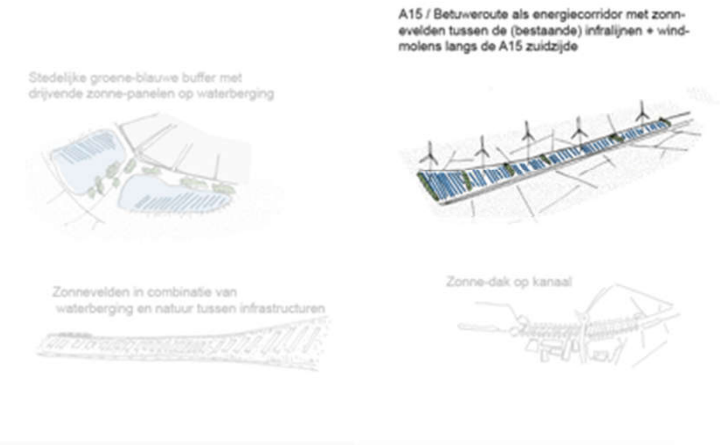 A15 / Betuweroute als energiecorridor met zonn-
evelden tussen de (bestaande) infralijnen + wind-
molens langs de A15 zuidzijde
Stedelijke groene-blauwe buffer met
drijvende zonne-panelen op waterberging
Zonnevelden in combinatie van
waterberging en natuur tussen infrastructuren
Zonne-dak op kanaal